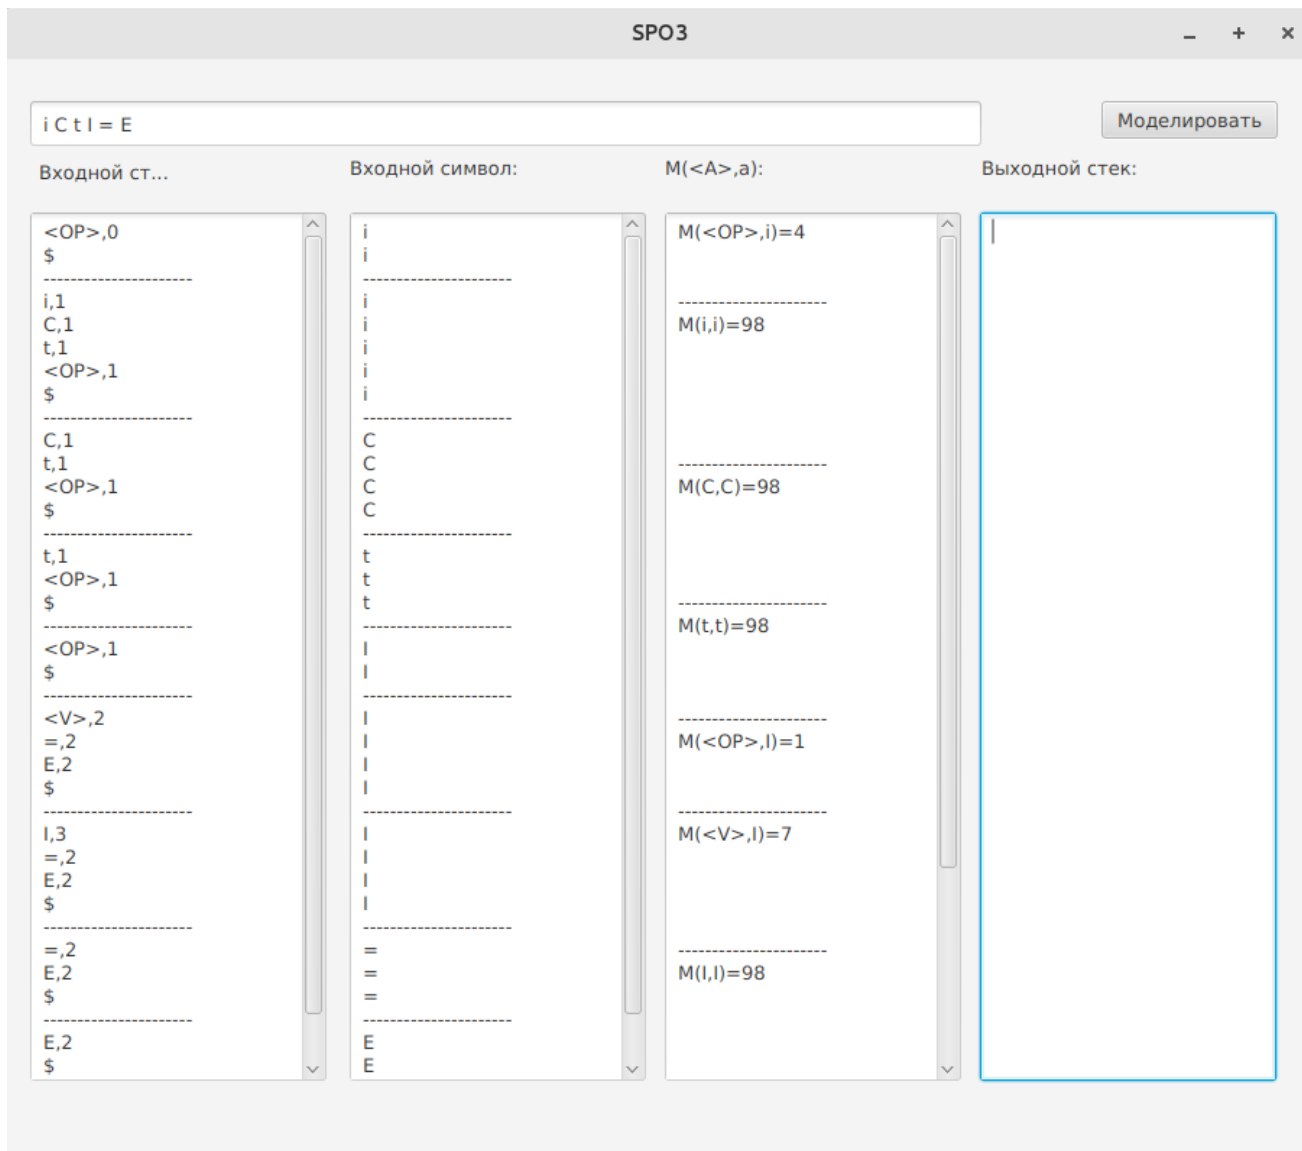 SPO3
i C t I = E
Моделировать
Входной ст...
Входной символ:
M(<A>,a):
Выходной стек:
<OP>,0
$
----------------------
i,1
C,1
t,1
<OP>,1
$
----------------------
C,1
t,1
<OP>,1
$
----------------------
t,1
<OP>,1
$
----------------------
<OP>,1
$
----------------------
<V>,2
=,2
E,2
$
----------------------
I,3
=,2
E,2
$
----------------------
=,2
E,2
$
----------------------
E,2
$
i
i
----------------------
i
i
i
i
i
----------------------
C
C
C
C
----------------------
t
t
t
----------------------
I
I
----------------------
I
I
I
I
----------------------
I
I
I
I
----------------------
=
=
=
----------------------
E
E
M(<OP>,i)=4
----------------------
M(i,i)=98
----------------------
M(C,C)=98
----------------------
M(t,t)=98
----------------------
M(<OP>,I)=1
----------------------
M(<V>,I)=7
----------------------
M(I,I)=98